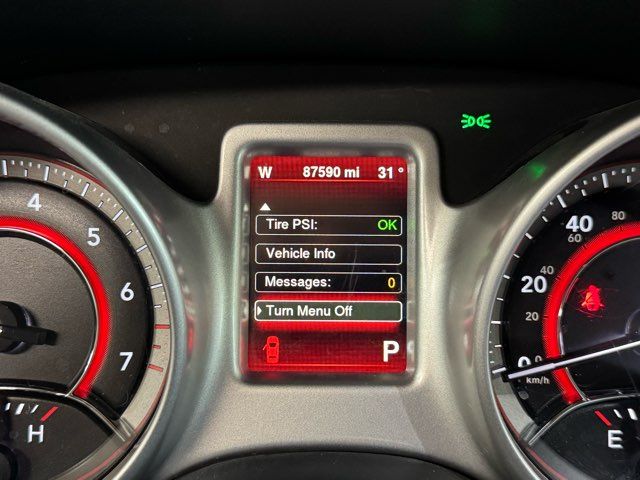 W 87590 mi 31°
Tire PSI: OK
Vehicle Info
Messages: 0
Turn Menu Off
P
4
5
6
7
H
40 80
60
20 40
20
0 0
km/h
E